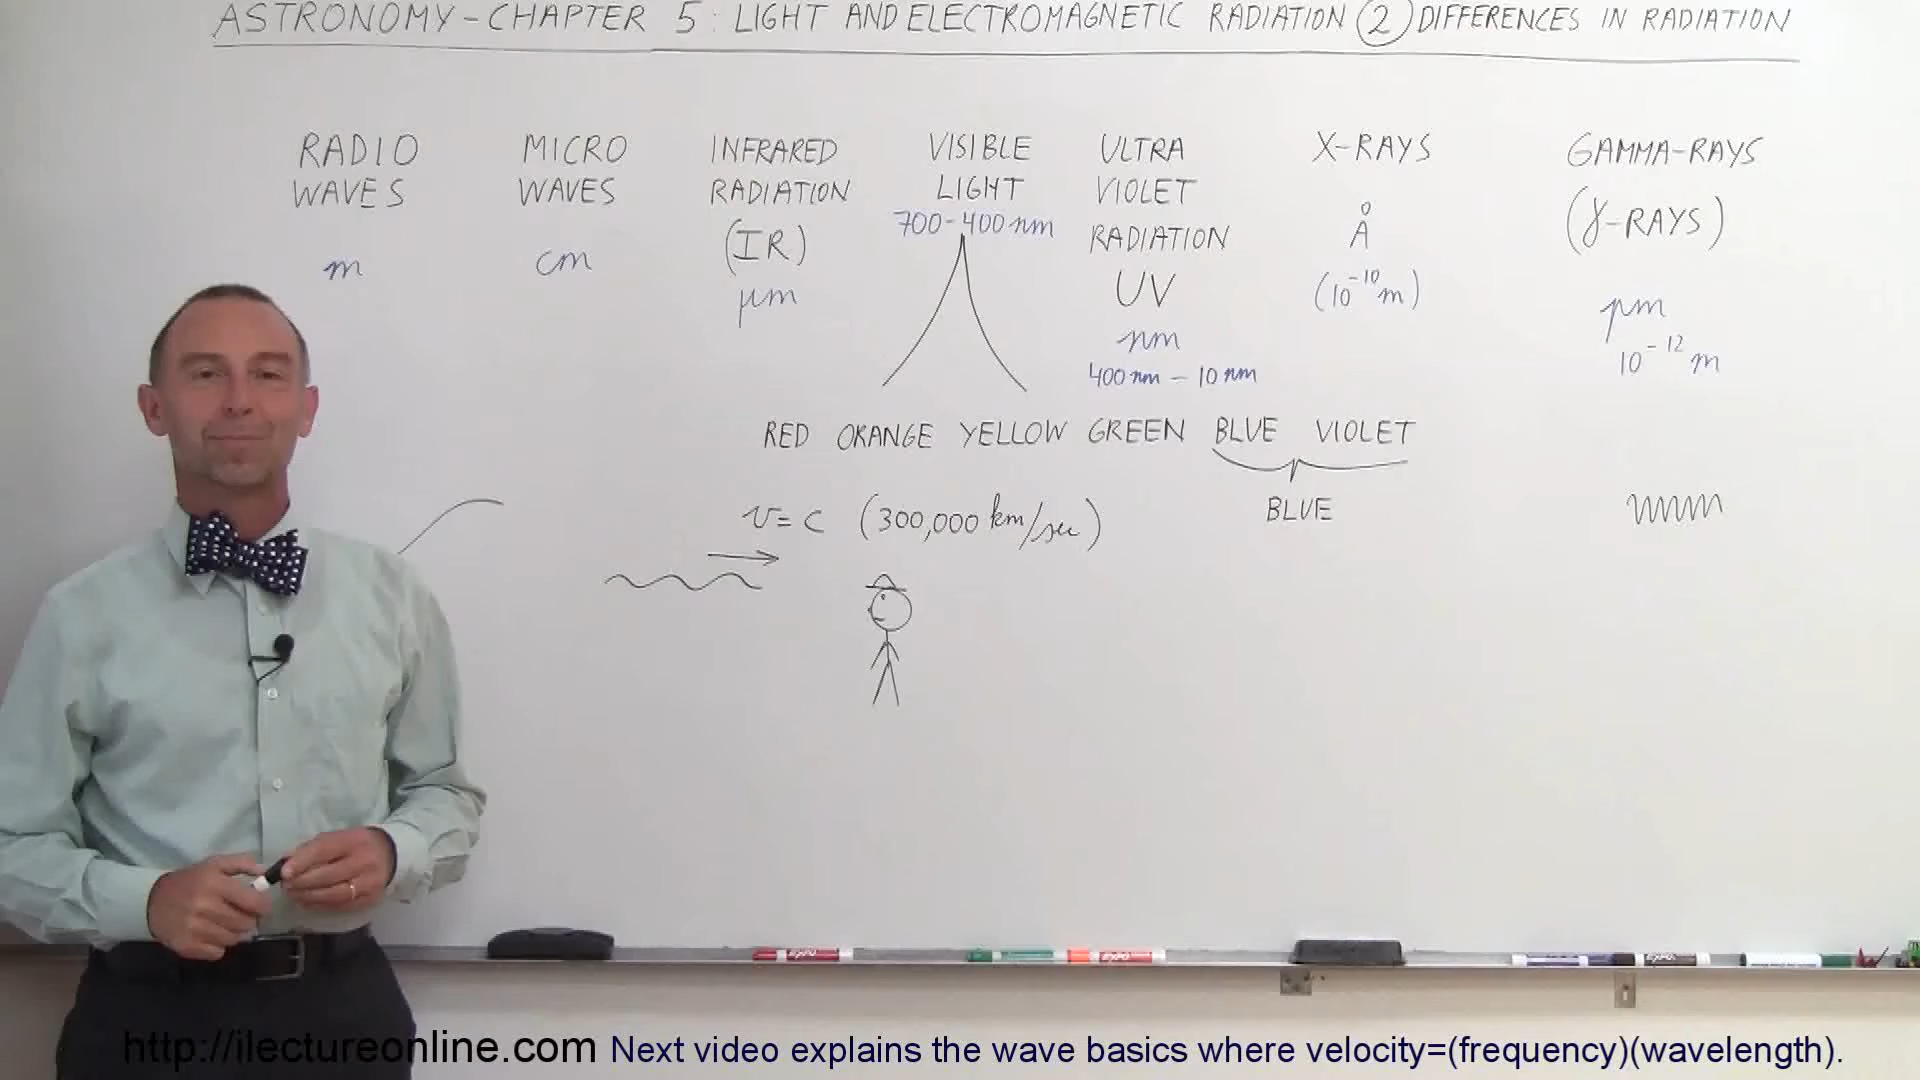 ASTRONOMY - CHAPTER 5 : LIGHT AND ELECTROMAGNETIC RADIATION 2 DIFFERENCES IN RADIATION
RADIO
WAVES
m
MICRO
WAVES
cm
INFRARED
RADIATION
(IR)
μm
VISIBLE
LIGHT
700-400 nm
ULTRA
VIOLET
RADIATION
UV
nm
400 nm - 10 nm
X-RAYS
Å
(10⁻¹⁰ m)
GAMMA-RAYS
(γ-RAYS)
pm
10⁻¹² m
RED ORANGE YELLOW GREEN BLUE VIOLET
BLUE
v = c (300,000 km/sec)
EXPO
EXPO
EXPO
http://ilectureonline.com Next video explains the wave basics where velocity=(frequency)(wavelength).